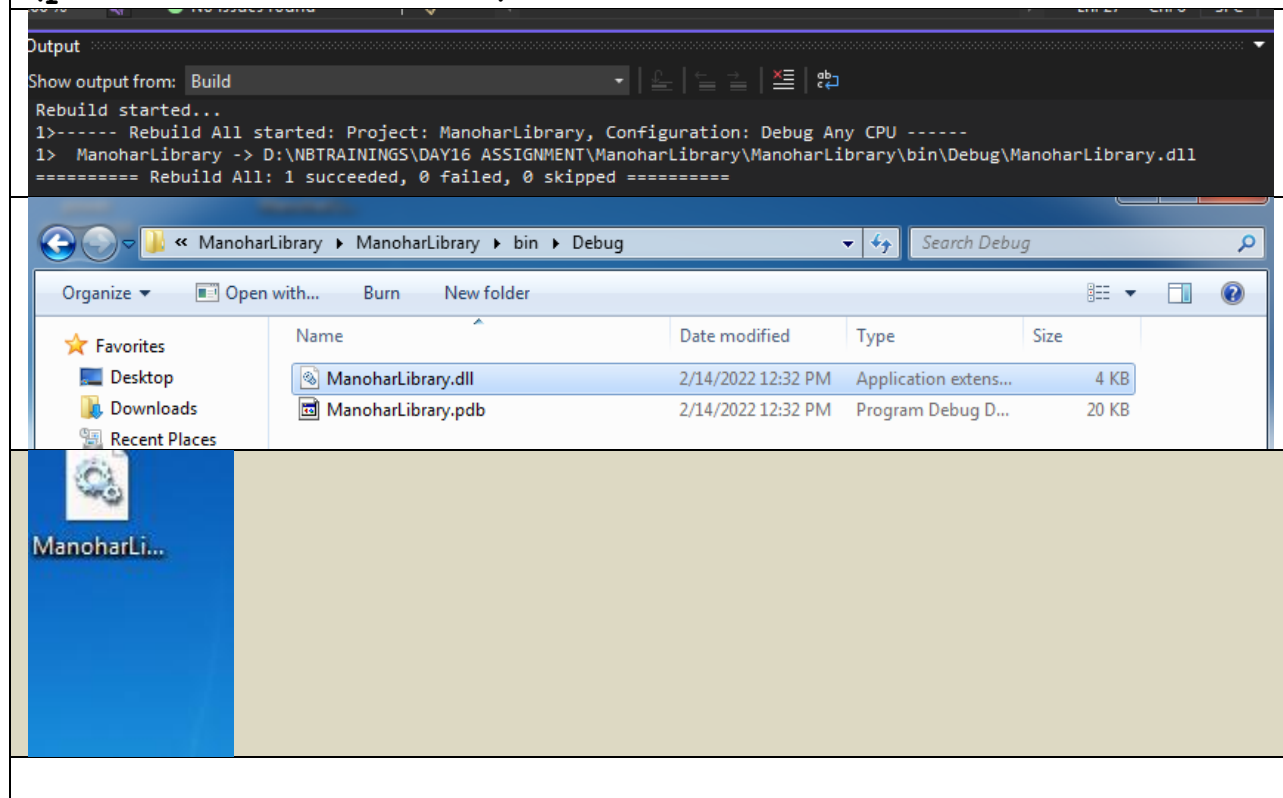 Output
Show output from: Build
Rebuild started...
1>------ Rebuild All started: Project: ManoharLibrary, Configuration: Debug Any CPU ------
1>  ManoharLibrary -> D:\NBTRAININGS\DAY16 ASSIGNMENT\ManoharLibrary\ManoharLibrary\bin\Debug\ManoharLibrary.dll
========== Rebuild All: 1 succeeded, 0 failed, 0 skipped ==========
« ManoharLibrary ▸ ManoharLibrary ▸ bin ▸ Debug Search Debug
Organize Open with... Burn New folder
Name Date modified Type Size
Favorites
Desktop ManoharLibrary.dll 2/14/2022 12:32 PM Application extens... 4 KB
Downloads ManoharLibrary.pdb 2/14/2022 12:32 PM Program Debug D... 20 KB
Recent Places
ManoharLi...